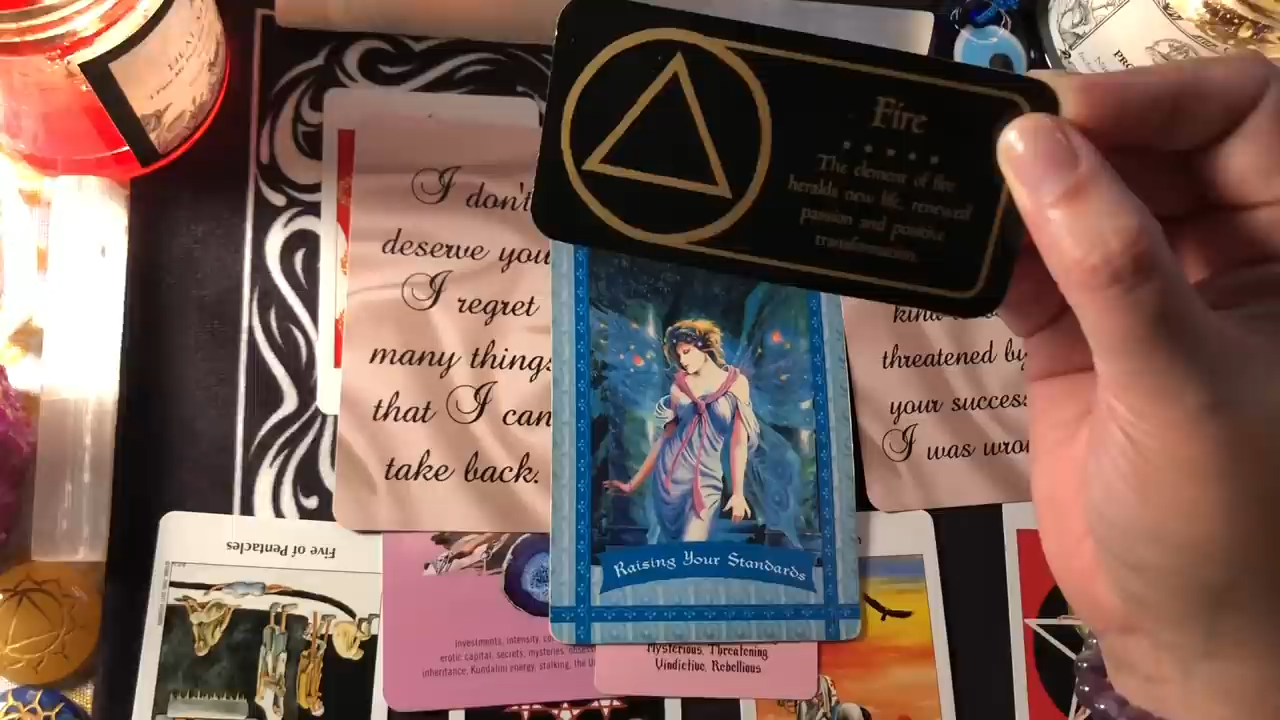 Fire
The element of fire
heralds new life, renewed
passion and positive
transformation.
I don't
deserve you
I regret
many things
that I can
take back.
threatened by
your success
I was
Raising Your Standards
Five of Pentacles
investments, intensity,
erotic capital, secrets, mysteries,
inheritance, Kundalini energy, stalking, the
Mysterious, Threatening
Vindictive, Rebellious